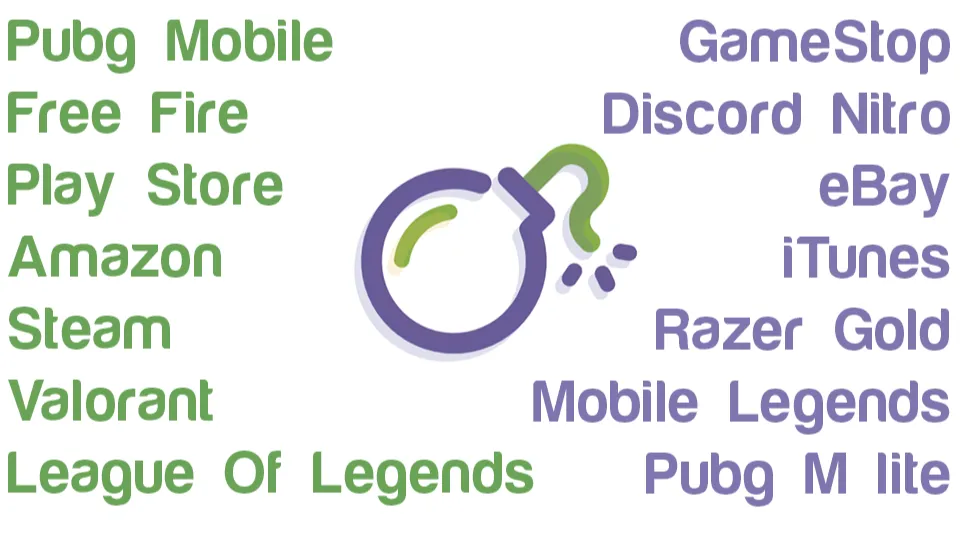 Pubg Mobile
Free Fire
Play Store
Amazon
Steam
Valorant
League Of Legends
GameStop
Discord Nitro
eBay
iTunes
Razer Gold
Mobile Legends
Pubg M lite